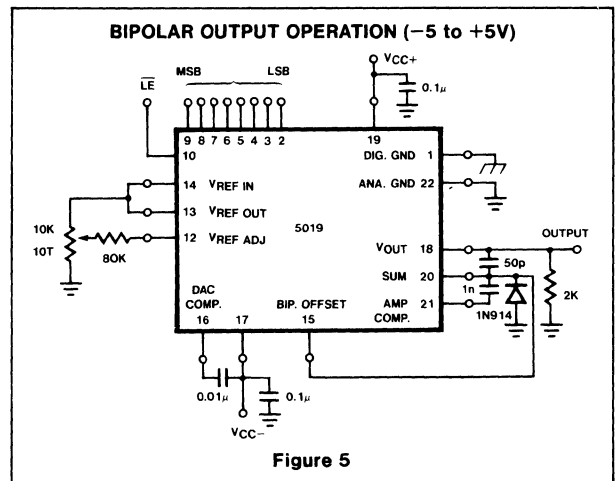 BIPOLAR OUTPUT OPERATION (−5 to +5V)
VCC+
MSB LSB
LE
0.1μ
9 8 7 6 5 4 3 2
19
10
DIG. GND 1
14 VREF IN
ANA. GND 22
13 VREF OUT
5019
10K
10T
80K
12 VREF ADJ
VOUT 18
OUTPUT
50p
SUM 20
DAC
COMP.
BIP. OFFSET
AMP
COMP.
21
1n
2K
1N914
16 17 15
0.01μ
0.1μ
VCC−
Figure 5